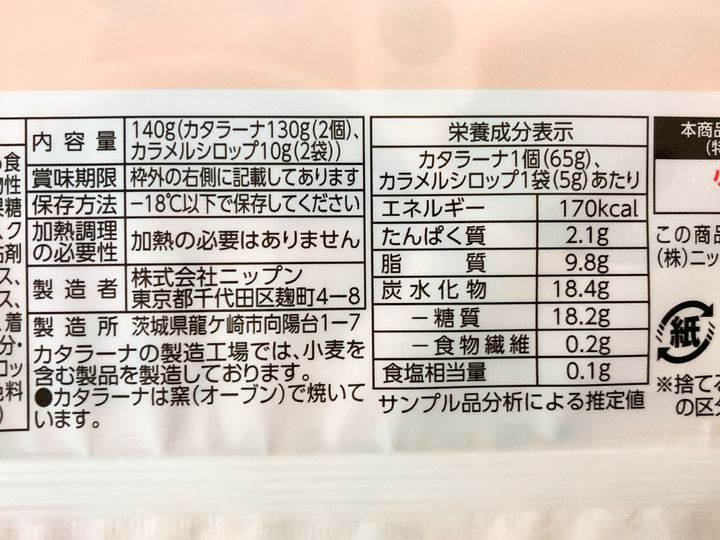 内容量 140g(カタラーナ130g(2個)、
カラメルシロップ10g(2袋))
賞味期限 枠外の右側に記載してあります
保存方法 −18℃以下で保存してください
加熱調理
の必要性 加熱の必要はありません
製造者 株式会社ニップン
東京都千代田区麹町4−8
製造所 茨城県龍ケ崎市向陽台1−7
カタラーナの製造工場では、小麦を
含む製品を製造しております。
●カタラーナは窯(オーブン)で焼いて
います。
栄養成分表示
カタラーナ1個(65g)、
カラメルシロップ1袋(5g)あたり
エネルギー 170kcal
たんぱく質 2.1g
脂質 9.8g
炭水化物 18.4g
−糖質 18.2g
−食物繊維 0.2g
食塩相当量 0.1g
サンプル品分析による推定値
本商品
(特
この商品
(株)ニッ
紙
※捨てる
の区分